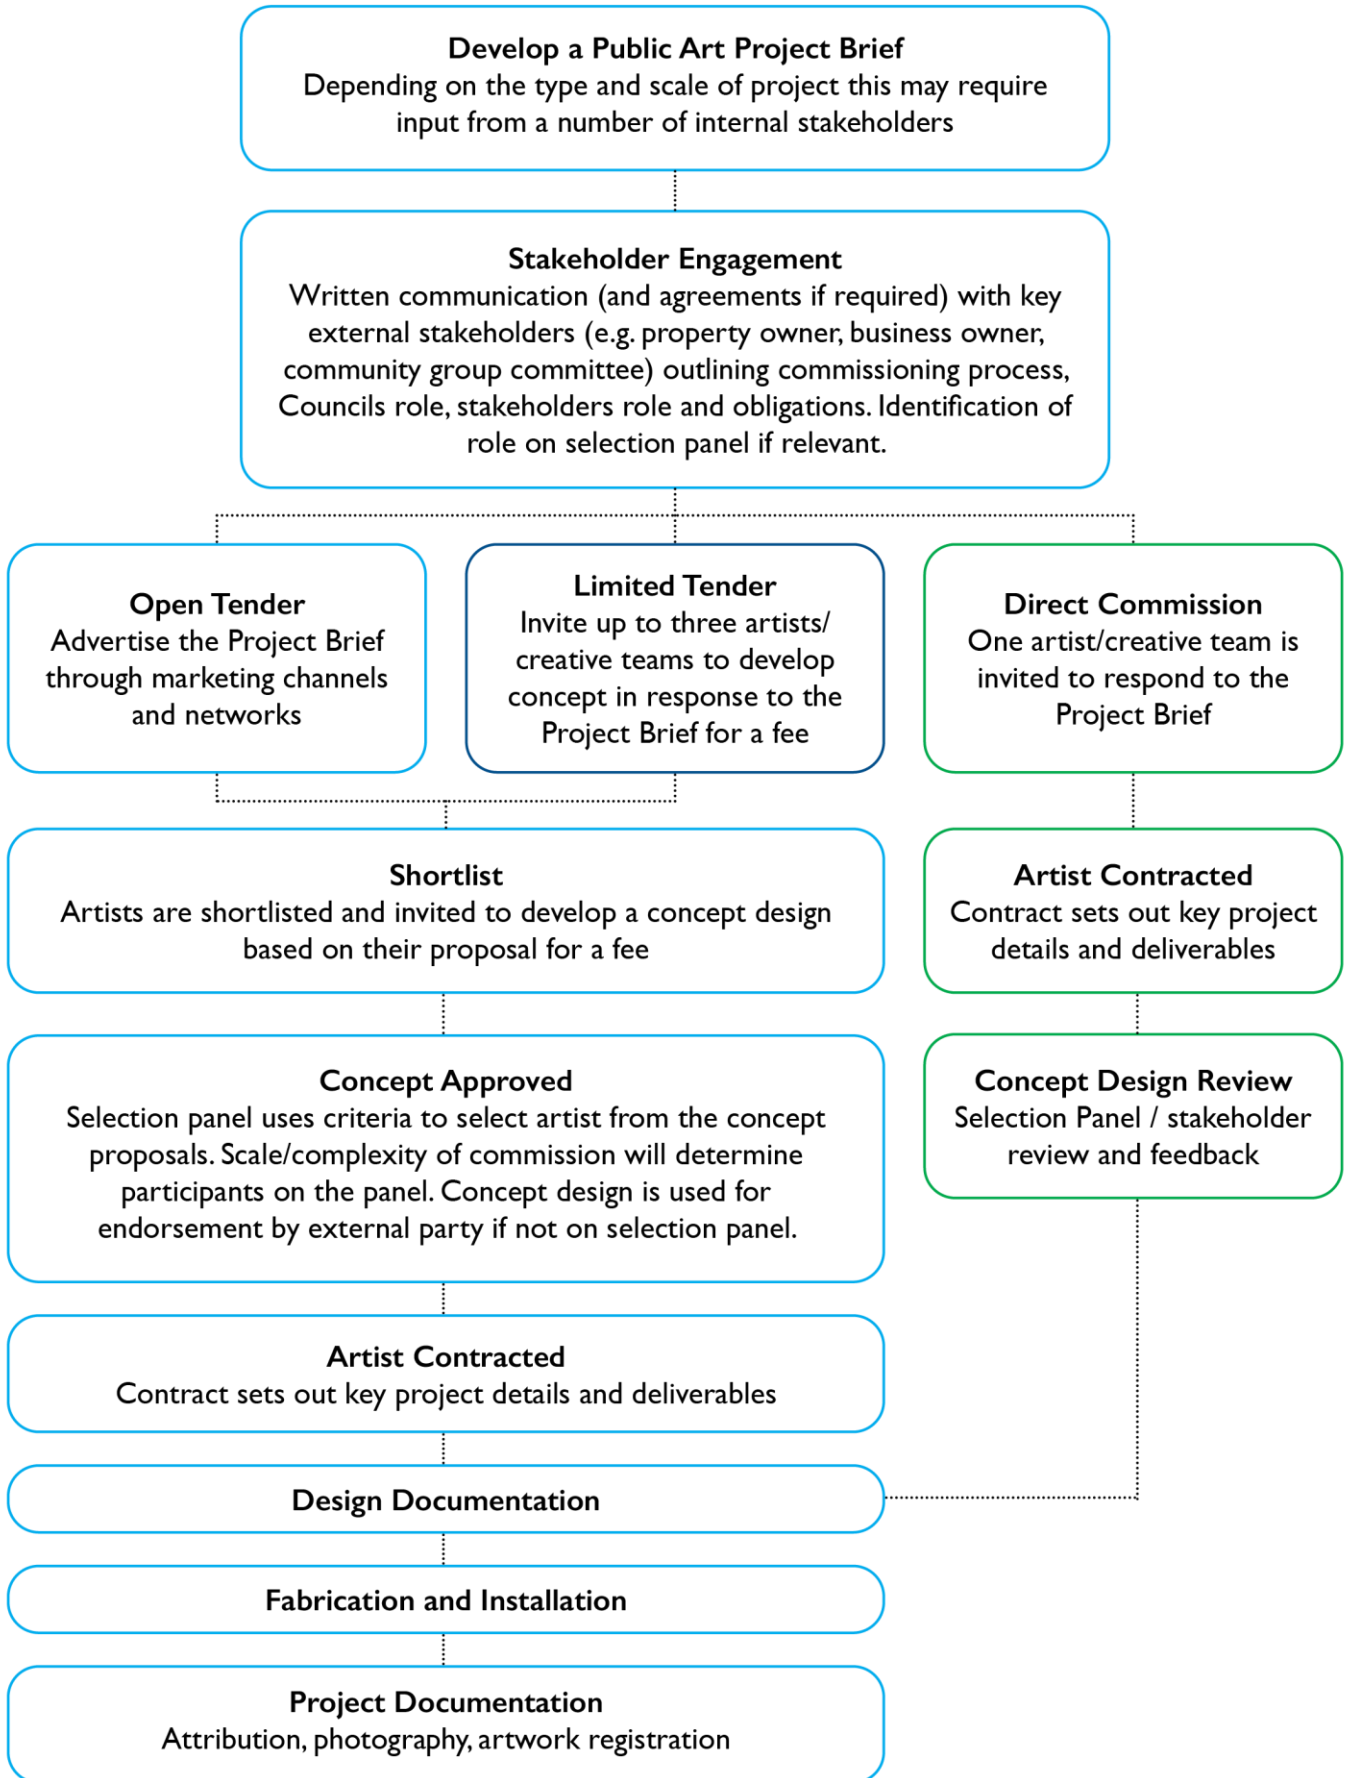 Develop a Public Art Project Brief
Depending on the type and scale of project this may require
input from a number of internal stakeholders
Stakeholder Engagement
Written communication (and agreements if required) with key
external stakeholders (e.g. property owner, business owner,
community group committee) outlining commissioning process,
Councils role, stakeholders role and obligations. Identification of
role on selection panel if relevant.
Open Tender
Advertise the Project Brief
through marketing channels
and networks
Limited Tender
Invite up to three artists/
creative teams to develop
concept in response to the
Project Brief for a fee
Direct Commission
One artist/creative team is
invited to respond to the
Project Brief
Shortlist
Artists are shortlisted and invited to develop a concept design
based on their proposal for a fee
Artist Contracted
Contract sets out key project
details and deliverables
Concept Approved
Selection panel uses criteria to select artist from the concept
proposals. Scale/complexity of commission will determine
participants on the panel. Concept design is used for
endorsement by external party if not on selection panel.
Concept Design Review
Selection Panel / stakeholder
review and feedback
Artist Contracted
Contract sets out key project details and deliverables
Design Documentation
Fabrication and Installation
Project Documentation
Attribution, photography, artwork registration